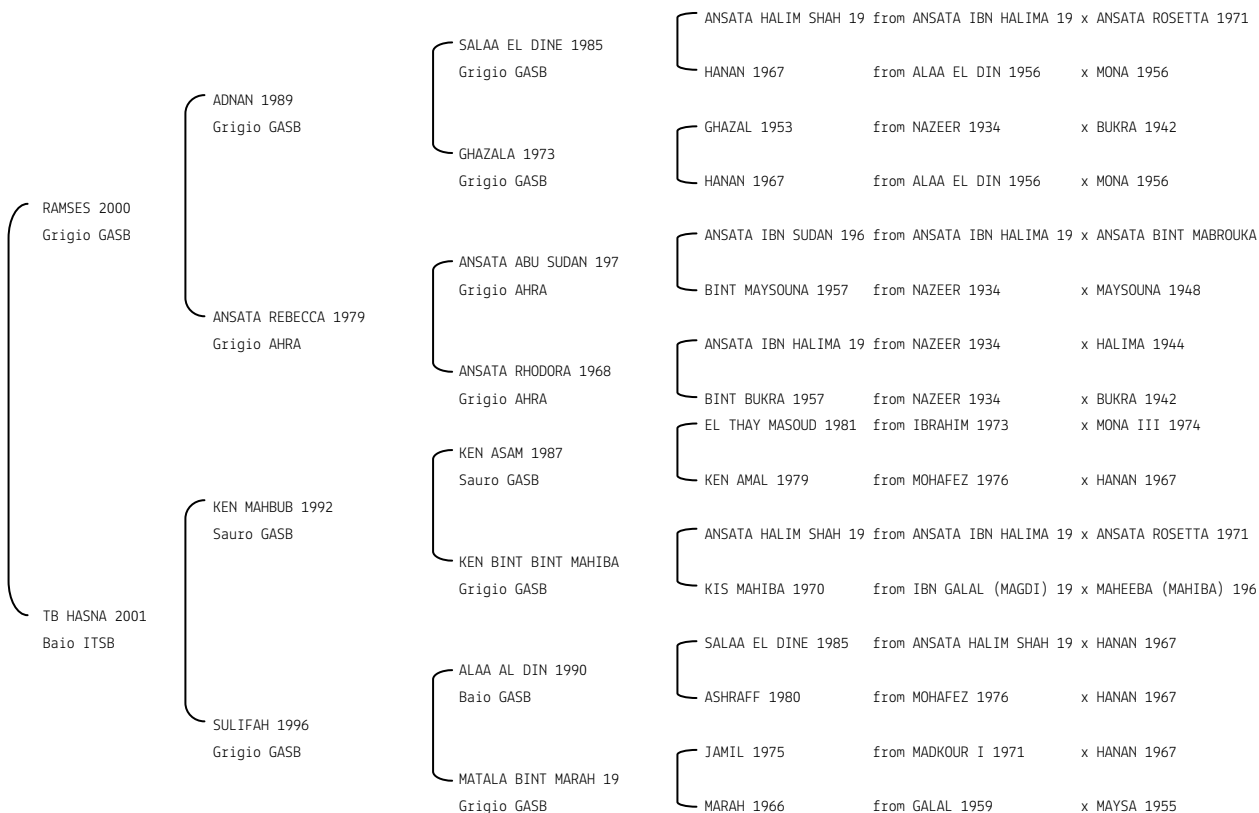 ANSATA HALIM SHAH 19 from ANSATA IBN HALIMA 19 x ANSATA ROSETTA 1971
SALAA EL DINE 1985
Grigio GASB
HANAN 1967 from ALAA EL DIN 1956 x MONA 1956
ADNAN 1989
Grigio GASB
GHAZAL 1953 from NAZEER 1934 x BUKRA 1942
GHAZALA 1973
Grigio GASB
HANAN 1967 from ALAA EL DIN 1956 x MONA 1956
RAMSES 2000
Grigio GASB
ANSATA IBN SUDAN 196 from ANSATA IBN HALIMA 19 x ANSATA BINT MABROUKA
ANSATA ABU SUDAN 197
Grigio AHRA
BINT MAYSOUNA 1957 from NAZEER 1934 x MAYSOUNA 1948
ANSATA REBECCA 1979
Grigio AHRA
ANSATA IBN HALIMA 19 from NAZEER 1934 x HALIMA 1944
ANSATA RHODORA 1968
Grigio AHRA
BINT BUKRA 1957 from NAZEER 1934 x BUKRA 1942
EL THAY MASOUD 1981 from IBRAHIM 1973 x MONA III 1974
KEN ASAM 1987
Sauro GASB
KEN AMAL 1979 from MOHAFEZ 1976 x HANAN 1967
KEN MAHBUB 1992
Sauro GASB
ANSATA HALIM SHAH 19 from ANSATA IBN HALIMA 19 x ANSATA ROSETTA 1971
KEN BINT BINT MAHIBA
Grigio GASB
KIS MAHIBA 1970 from IBN GALAL (MAGDI) 19 x MAHEEBA (MAHIBA) 196
TB HASNA 2001
Baio ITSB
SALAA EL DINE 1985 from ANSATA HALIM SHAH 19 x HANAN 1967
ALAA AL DIN 1990
Baio GASB
ASHRAFF 1980 from MOHAFEZ 1976 x HANAN 1967
SULIFAH 1996
Grigio GASB
JAMIL 1975 from MADKOUR I 1971 x HANAN 1967
MATALA BINT MARAH 19
Grigio GASB
MARAH 1966 from GALAL 1959 x MAYSA 1955